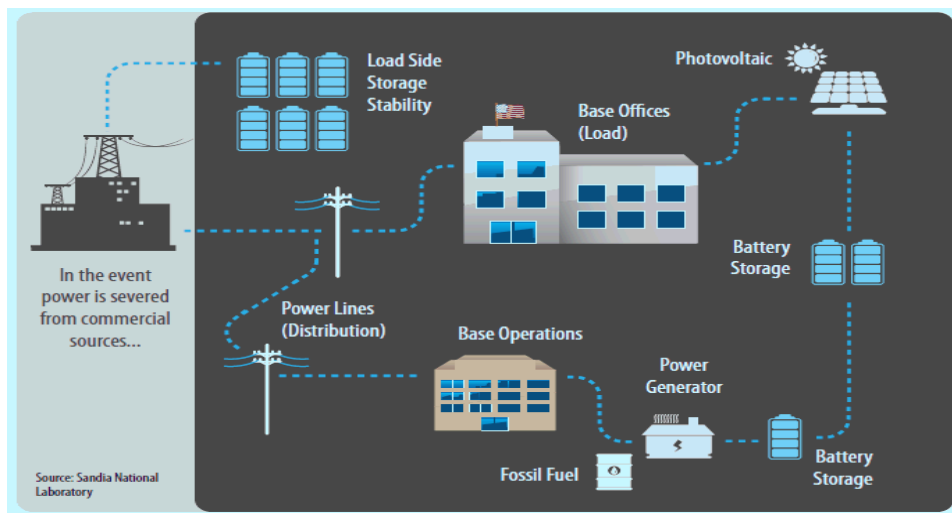 Load Side
Storage
Stability
Photovoltaic
Base Offices
(Load)
In the event
power is severed
from commercial
sources...
Battery
Storage
Power Lines
(Distribution)
Base Operations
Power
Generator
Fossil Fuel
Battery
Storage
Source: Sandia National
Laboratory